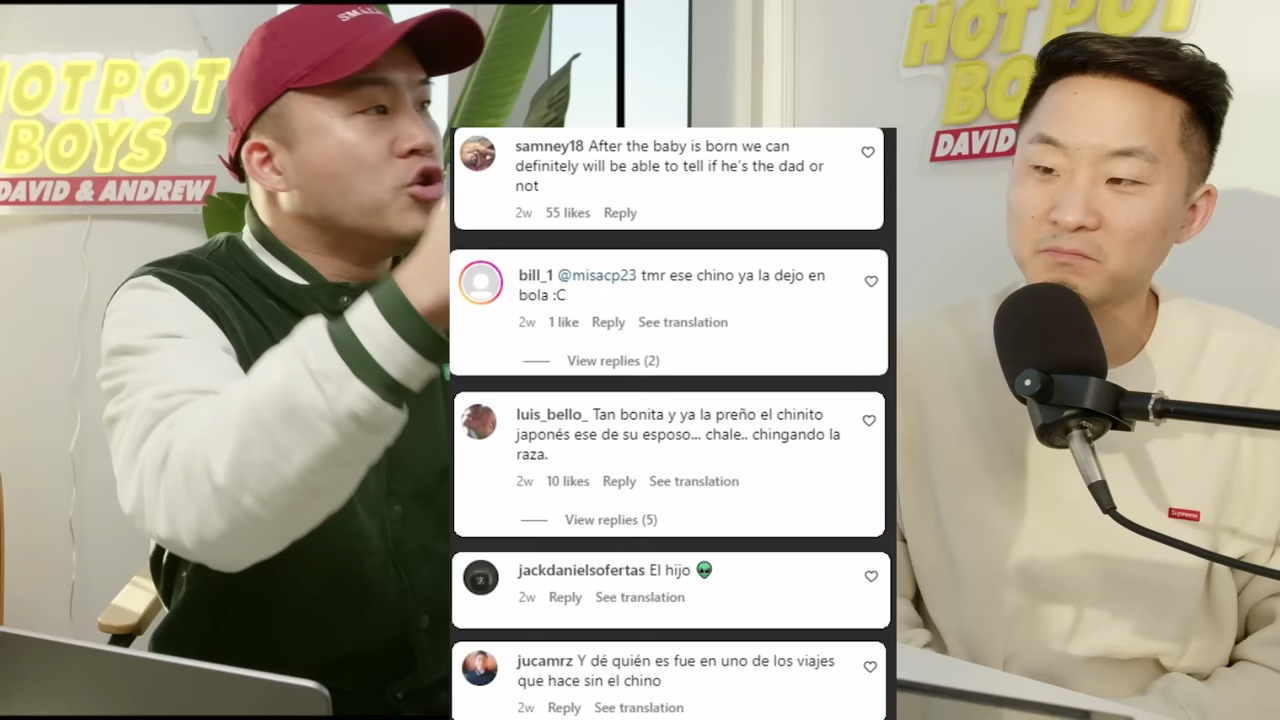 SMALL
HOT POT
BOYS
DAVID & ANDREW
HOT POT
BO
DAVID
samney18 After the baby is born we can
definitely will be able to tell if he's the dad or
not
2w 55 likes Reply
bill_1 @misacp23 tmr ese chino ya la dejo en
bola :C
2w 1 like Reply See translation
View replies (2)
luis_bello_ Tan bonita y ya la preño el chinito
japonés ese de su esposo... chale.. chingando la
raza.
2w 10 likes Reply See translation
View replies (5)
jackdanielsofertas El hijo 👽
2w Reply See translation
jucamrz Y dé quién es fue en uno de los viajes
que hace sin el chino
2w Reply See translation
Supreme